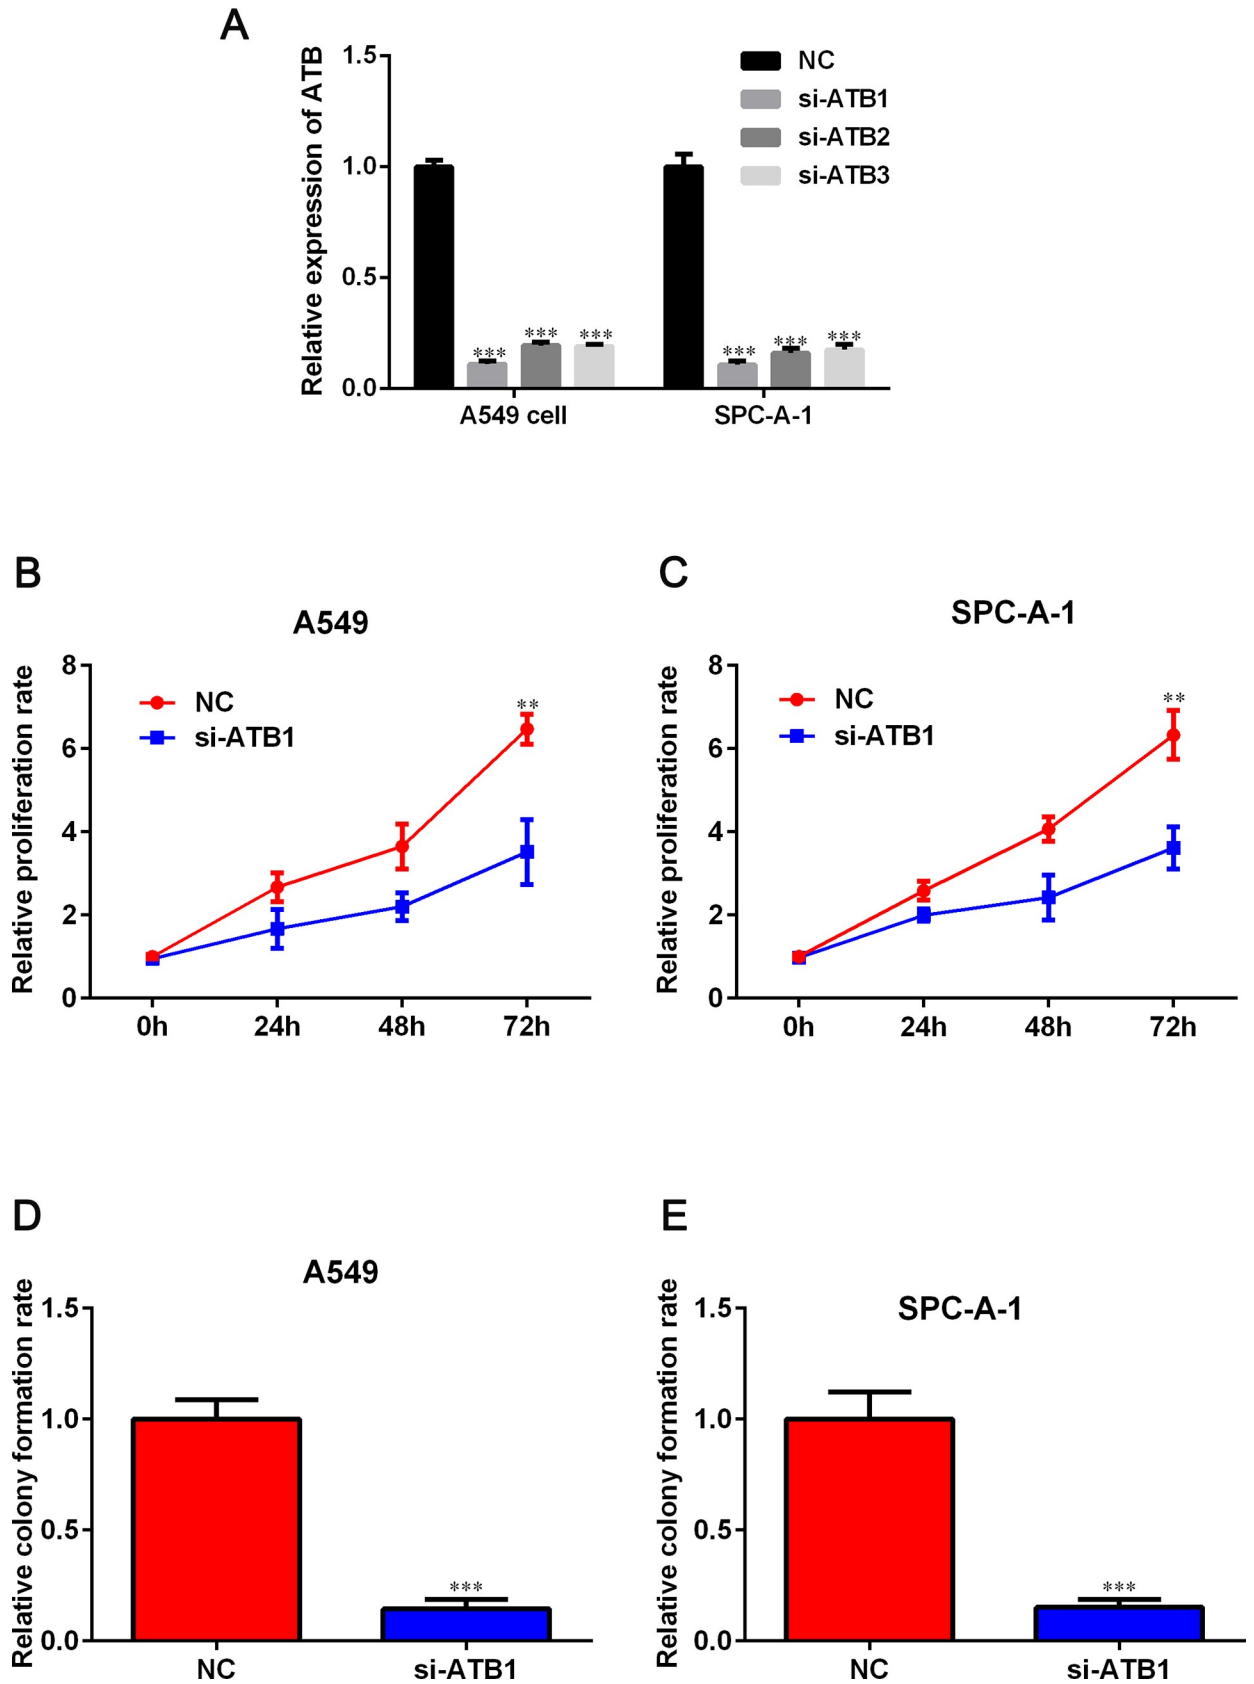 A
Relative expression of ATB
1.5
1.0
0.5
0.0
NC
si-ATB1
si-ATB2
si-ATB3
*** *** *** *** *** ***
A549 cell SPC-A-1
B
A549
Relative proliferation rate
8
6
4
2
0
NC
si-ATB1
**
0h 24h 48h 72h
C
SPC-A-1
Relative proliferation rate
8
6
4
2
0
NC
si-ATB1
**
0h 24h 48h 72h
D
A549
Relative colony formation rate
1.5
1.0
0.5
0.0
***
NC si-ATB1
E
SPC-A-1
Relative colony formation rate
1.5
1.0
0.5
0.0
***
NC si-ATB1